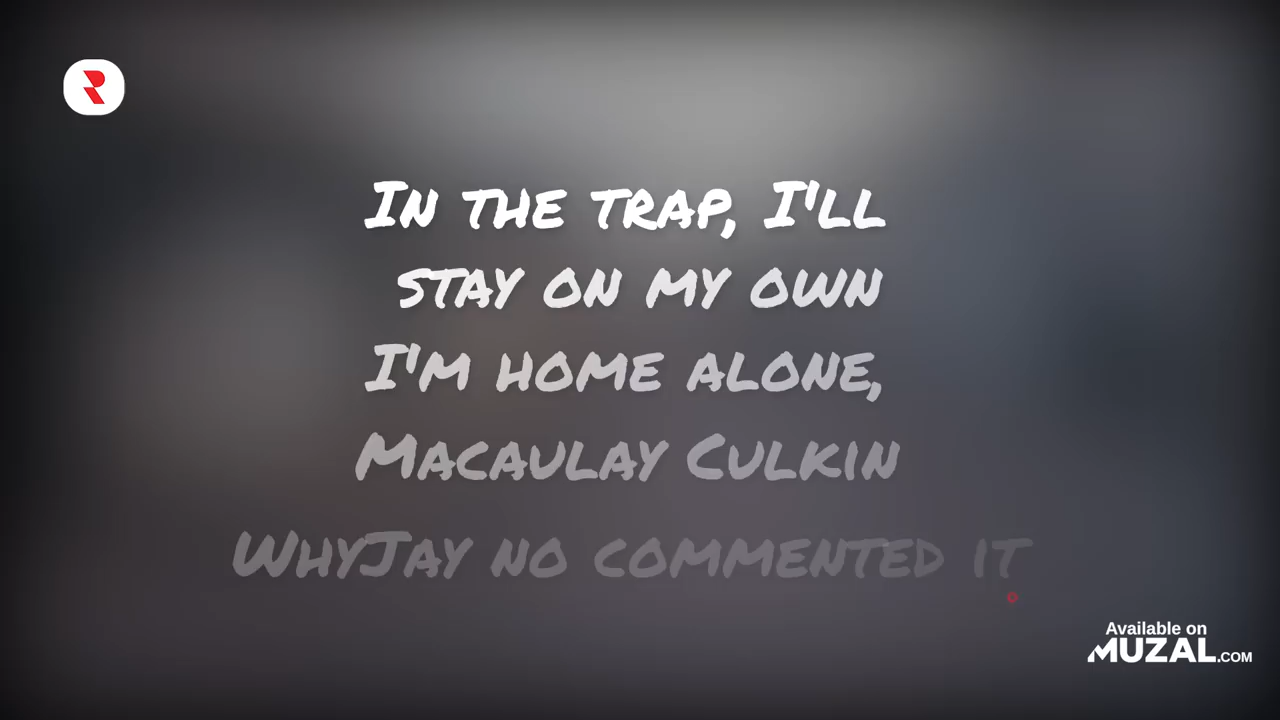 In the trap, I'll
stay on my own
I'm home alone,
Macaulay Culkin
WhyJay no commented it
Available on
MUZAL.COM